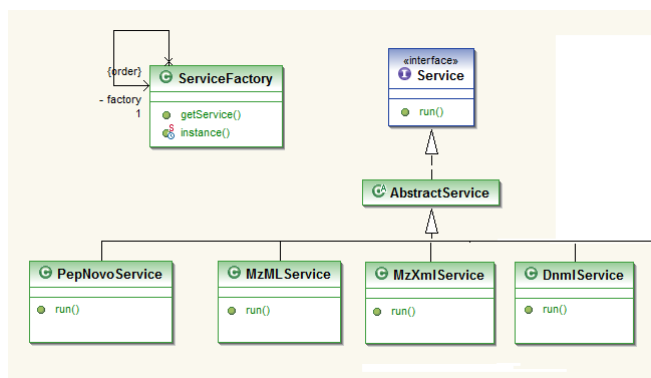 {order}
- factory
1
C ServiceFactory
getService()
S instance()
«interface»
I Service
run()
C A AbstractService
C PepNovoService
run()
C MzMLService
run()
C MzXmlService
run()
C DnmlService
run()